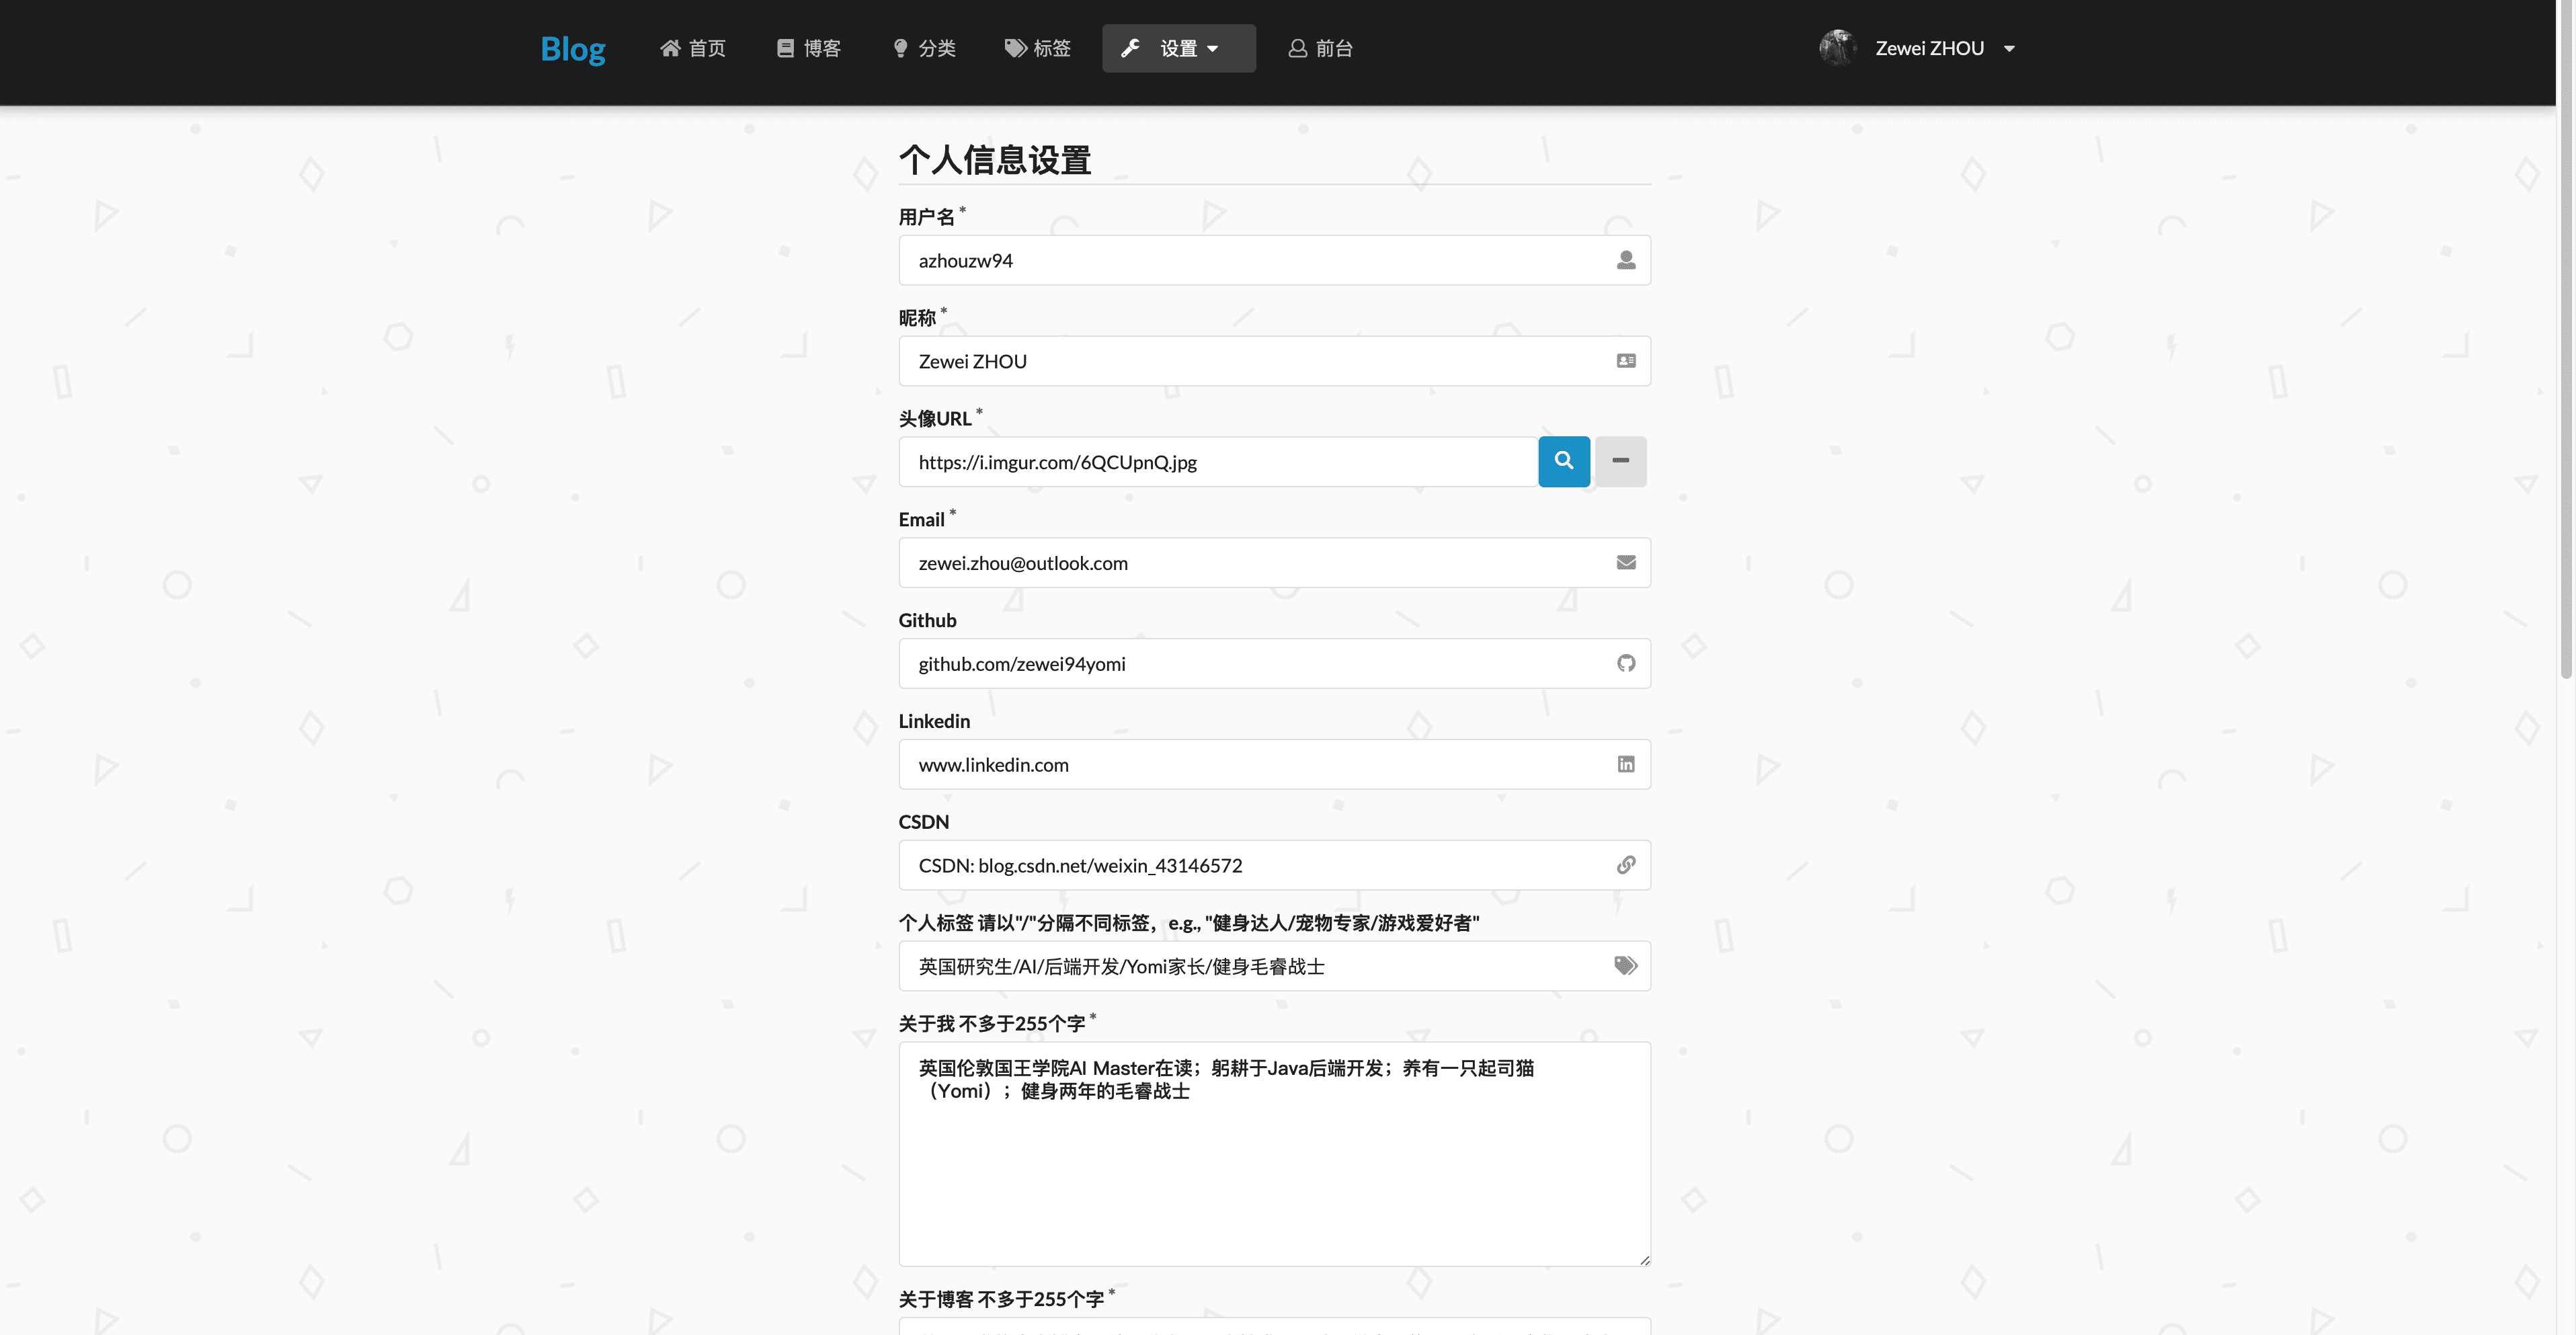 Blog 首页 博客 分类 标签 设置 前台 Zewei ZHOU
个人信息设置
用户名 *
azhouzw94
昵称 *
Zewei ZHOU
头像URL *
https://i.imgur.com/6QCUpnQ.jpg
Email *
zewei.zhou@outlook.com
Github
github.com/zewei94yomi
Linkedin
www.linkedin.com
CSDN
CSDN: blog.csdn.net/weixin_43146572
个人标签 请以"/"分隔不同标签，e.g., "健身达人/宠物专家/游戏爱好者"
英国研究生/AI/后端开发/Yomi家长/健身毛睿战士
关于我 不多于255个字 *
英国伦敦国王学院AI Master在读；躬耕于Java后端开发；养有一只起司猫
（Yomi）；健身两年的毛睿战士
关于博客 不多于255个字 *